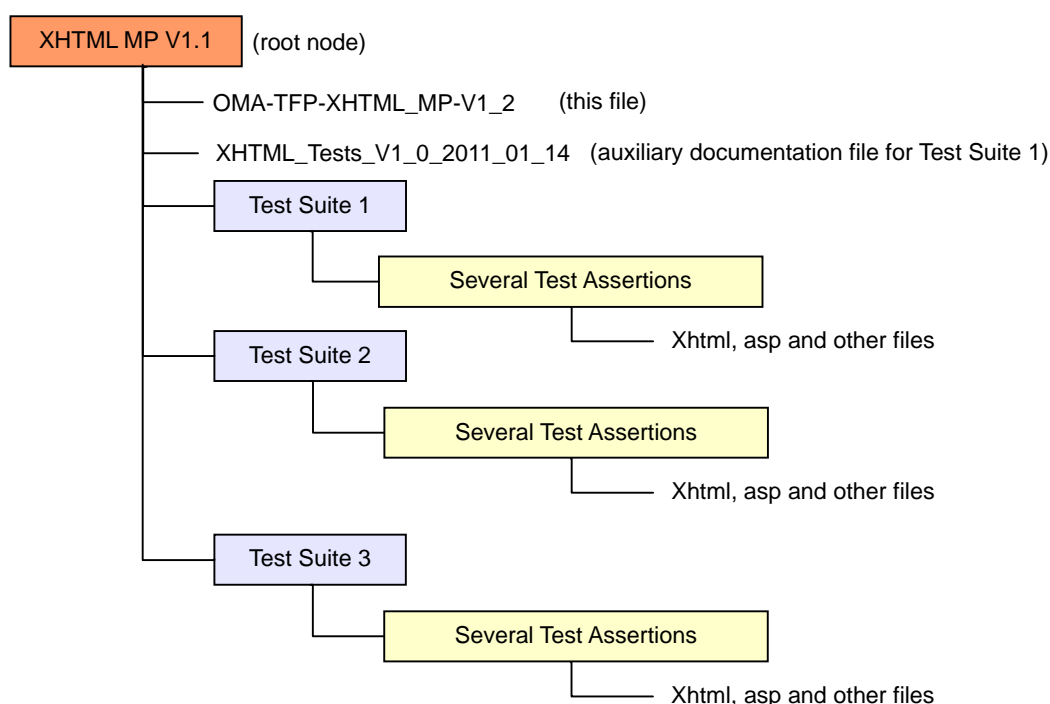 XHTML MP V1.1 (root node)
OMA-TFP-XHTML_MP-V1_2 (this file)
XHTML_Tests_V1_0_2011_01_14 (auxiliary documentation file for Test Suite 1)
Test Suite 1
Several Test Assertions
Xhtml, asp and other files
Test Suite 2
Several Test Assertions
Xhtml, asp and other files
Test Suite 3
Several Test Assertions
Xhtml, asp and other files